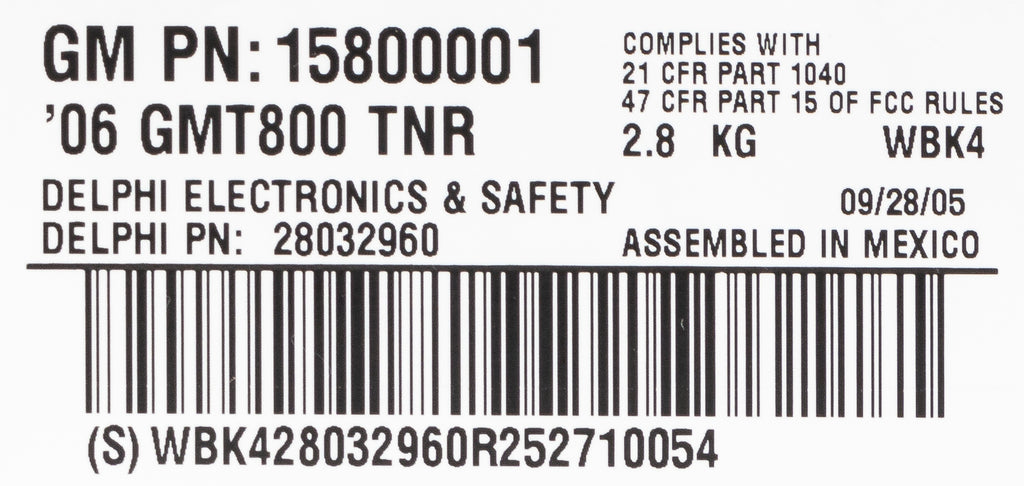 GM PN: 15800001
'06 GMT800 TNR
COMPLIES WITH
21 CFR PART 1040
47 CFR PART 15 OF FCC RULES
2.8 KG WBK4
DELPHI ELECTRONICS & SAFETY 09/28/05
DELPHI PN: 28032960 ASSEMBLED IN MEXICO
(S) WBK428032960R252710054